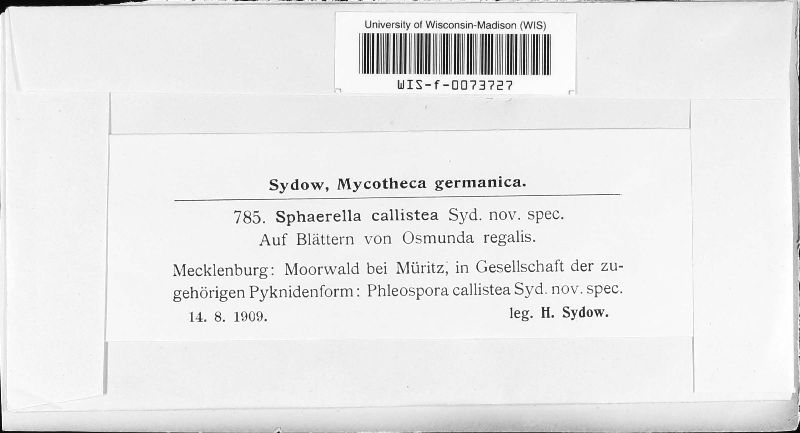 University of Wisconsin-Madison (WIS)
WIS-f-0073727
Sydow, Mycotheca germanica.
785. Sphaerella callistea Syd. nov. spec.
Auf Blättern von Osmunda regalis.
Mecklenburg: Moorwald bei Müritz, in Gesellschaft der zu-
gehörigen Pyknidenform: Phleospora callistea Syd. nov. spec.
14. 8. 1909. leg. H. Sydow.